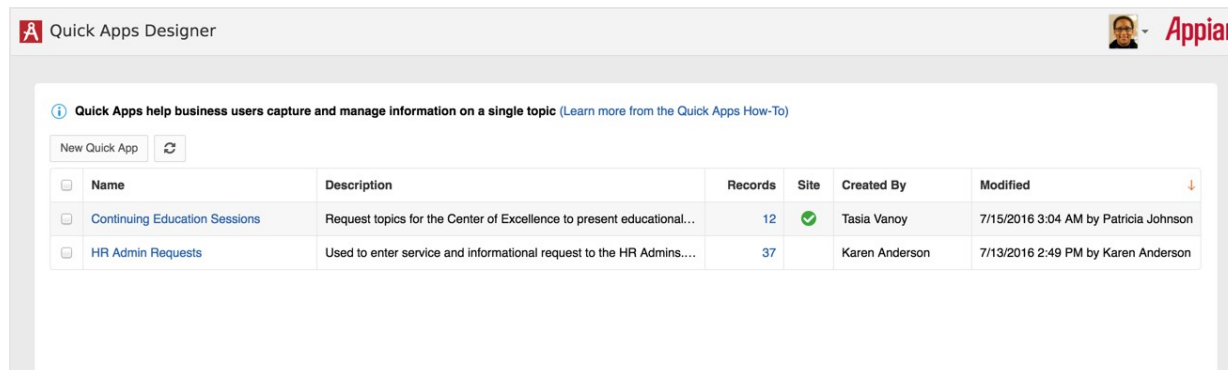 Quick Apps Designer
Appian
Quick Apps help business users capture and manage information on a single topic (Learn more from the Quick Apps How-To)
New Quick App
Name Description Records Site Created By Modified
Continuing Education Sessions Request topics for the Center of Excellence to present educational... 12 Tasia Vanoy 7/15/2016 3:04 AM by Patricia Johnson
HR Admin Requests Used to enter service and informational request to the HR Admins.... 37 Karen Anderson 7/13/2016 2:49 PM by Karen Anderson